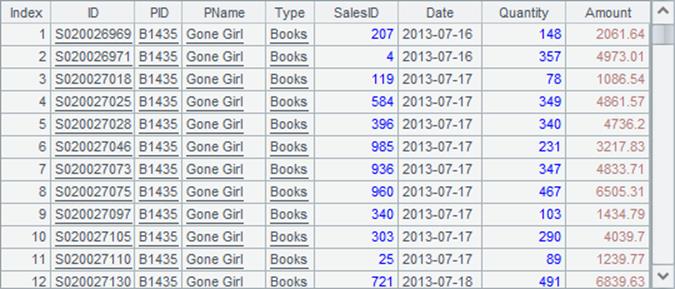 Index ID PID PName Type SalesID Date Quantity Amount
1 S020026969 B1435 Gone Girl Books 207 2013-07-16 148 2061.64
2 S020026971 B1435 Gone Girl Books 4 2013-07-16 357 4973.01
3 S020027018 B1435 Gone Girl Books 119 2013-07-17 78 1086.54
4 S020027025 B1435 Gone Girl Books 584 2013-07-17 349 4861.57
5 S020027028 B1435 Gone Girl Books 396 2013-07-17 340 4736.2
6 S020027046 B1435 Gone Girl Books 985 2013-07-17 231 3217.83
7 S020027073 B1435 Gone Girl Books 936 2013-07-17 347 4833.71
8 S020027075 B1435 Gone Girl Books 960 2013-07-17 467 6505.31
9 S020027097 B1435 Gone Girl Books 340 2013-07-17 103 1434.79
10 S020027105 B1435 Gone Girl Books 303 2013-07-17 290 4039.7
11 S020027110 B1435 Gone Girl Books 25 2013-07-17 89 1239.77
12 S020027130 B1435 Gone Girl Books 721 2013-07-18 491 6839.63